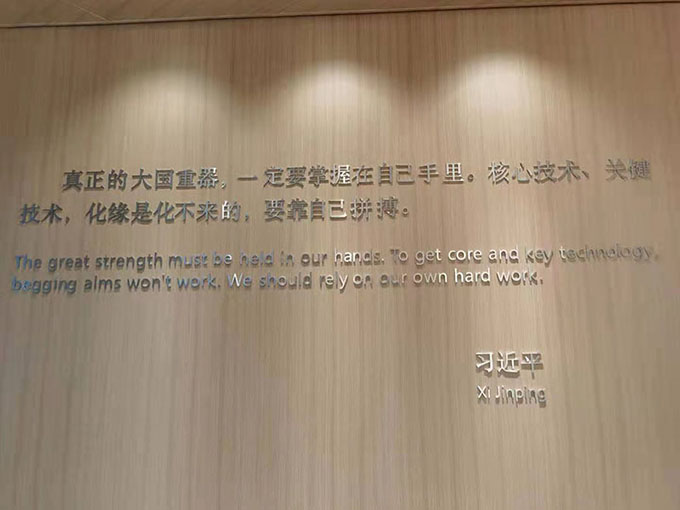 真正的大国重器，一定要掌握在自己手里。核心技术、关键
技术，化缘是化不来的，要靠自己拼搏。
The great strength must be held in our hands. To get core and key technology,
begging alms won't work. We should rely on our own hard work.
习近平
Xi Jinping